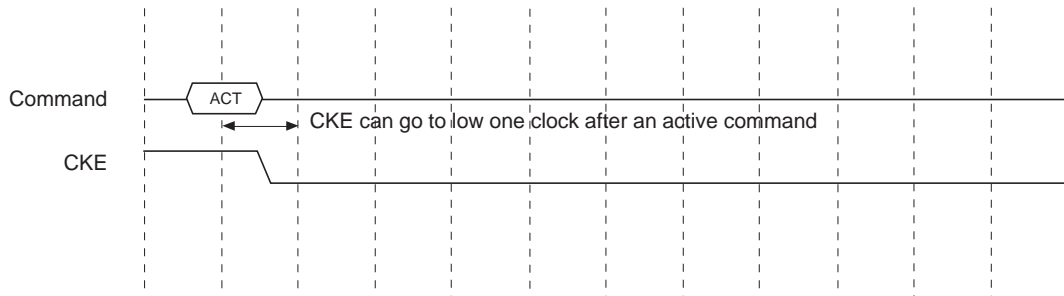 Command
ACT
CKE can go to low one clock after an active command
CKE